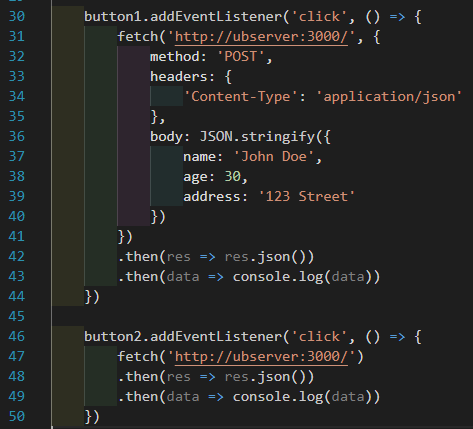 30 button1.addEventListener('click', () => {
31 fetch('http://ubserver:3000/', {
32 method: 'POST',
33 headers: {
34 'Content-Type': 'application/json'
35 },
36 body: JSON.stringify({
37 name: 'John Doe',
38 age: 30,
39 address: '123 Street'
40 })
41 })
42 .then(res => res.json())
43 .then(data => console.log(data))
44 })
45
46 button2.addEventListener('click', () => {
47 fetch('http://ubserver:3000/')
48 .then(res => res.json())
49 .then(data => console.log(data))
50 })